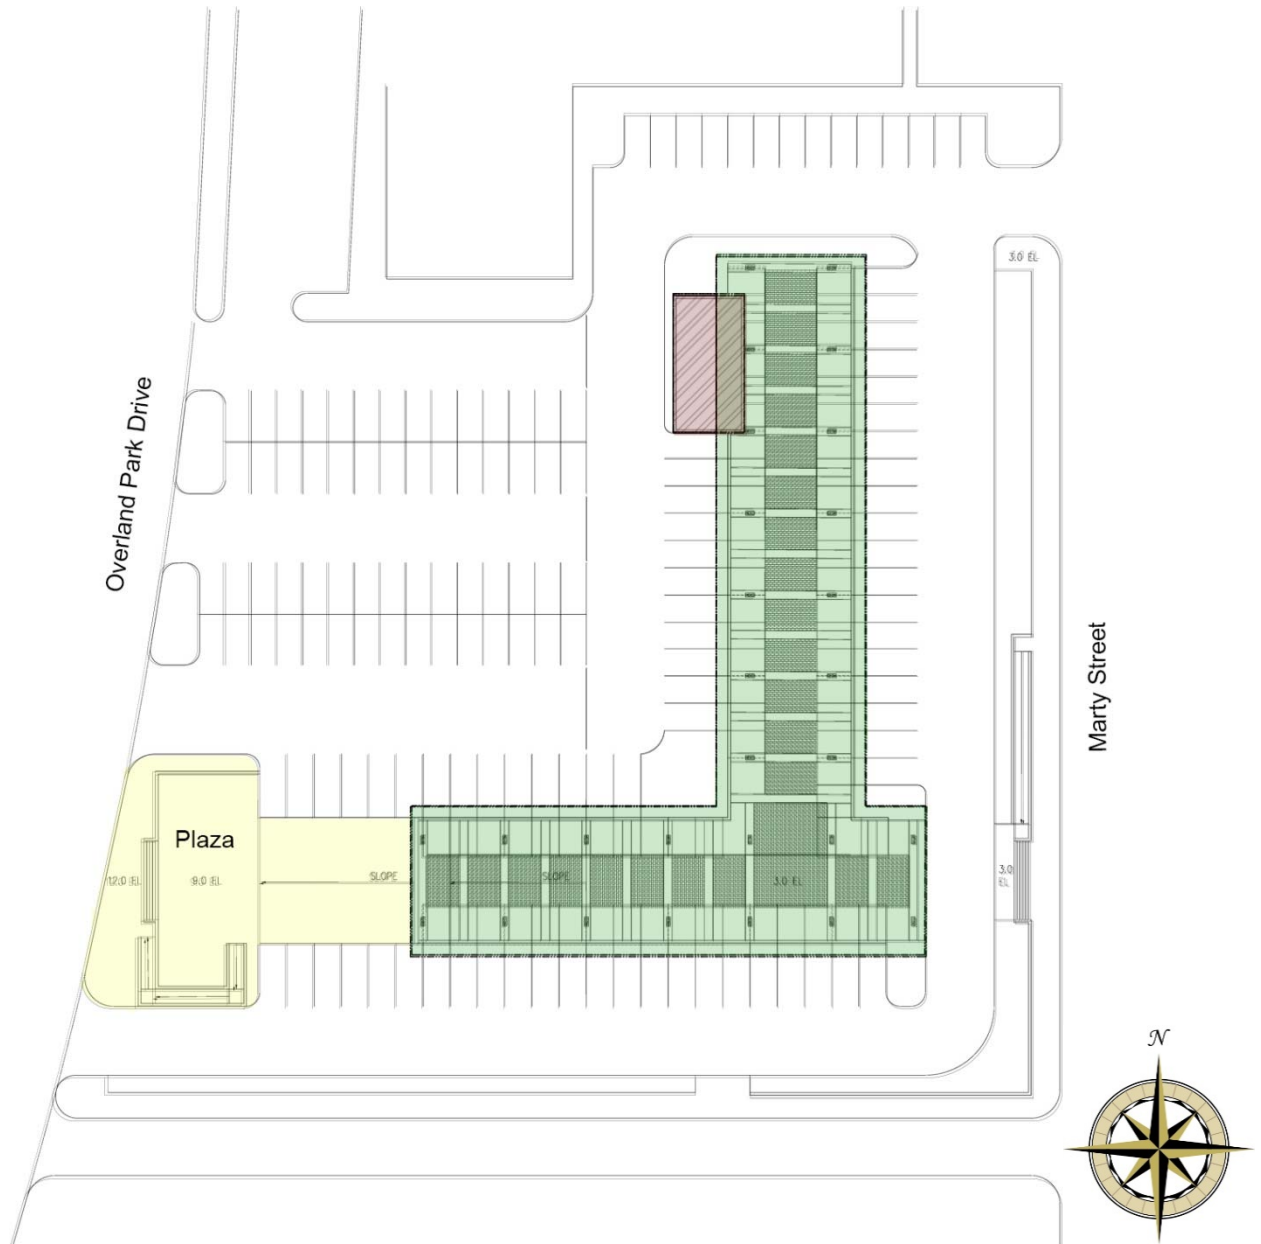 3.0 EL
Overland Park Drive
Marty Street
Plaza
12.0 EL
9.0 EL
SLOPE
SLOPE
3.0 EL
3.0
EL
N